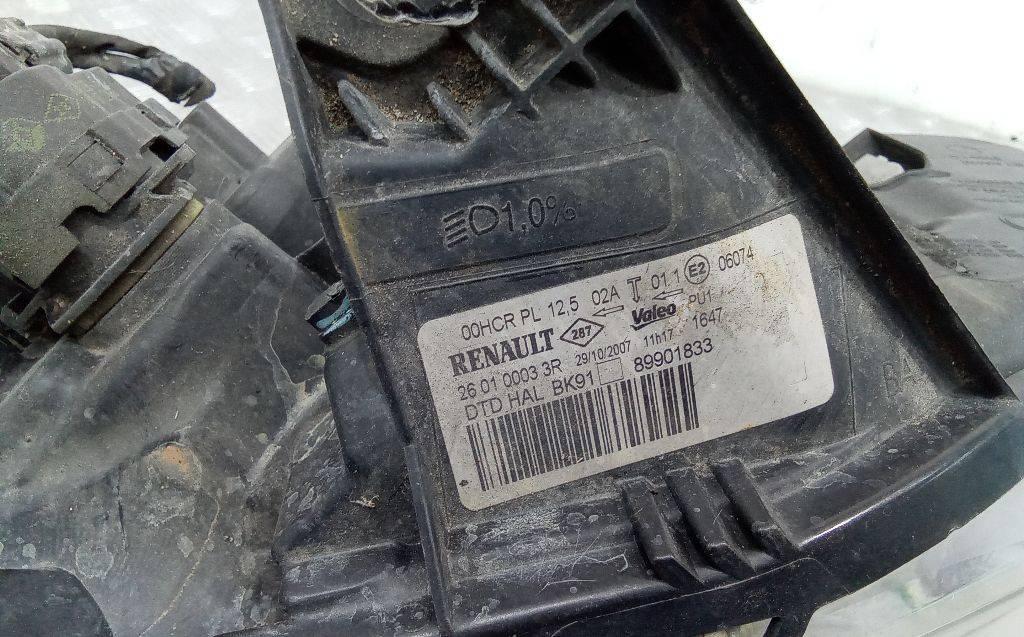 1,0%
00HCR PL 12,5 02A 01 1 E2 06074
RENAULT 287 Valeo PU1
26 01 0003 3R 29/10/2007 11h17 1647
DTD HAL BK91 89901833